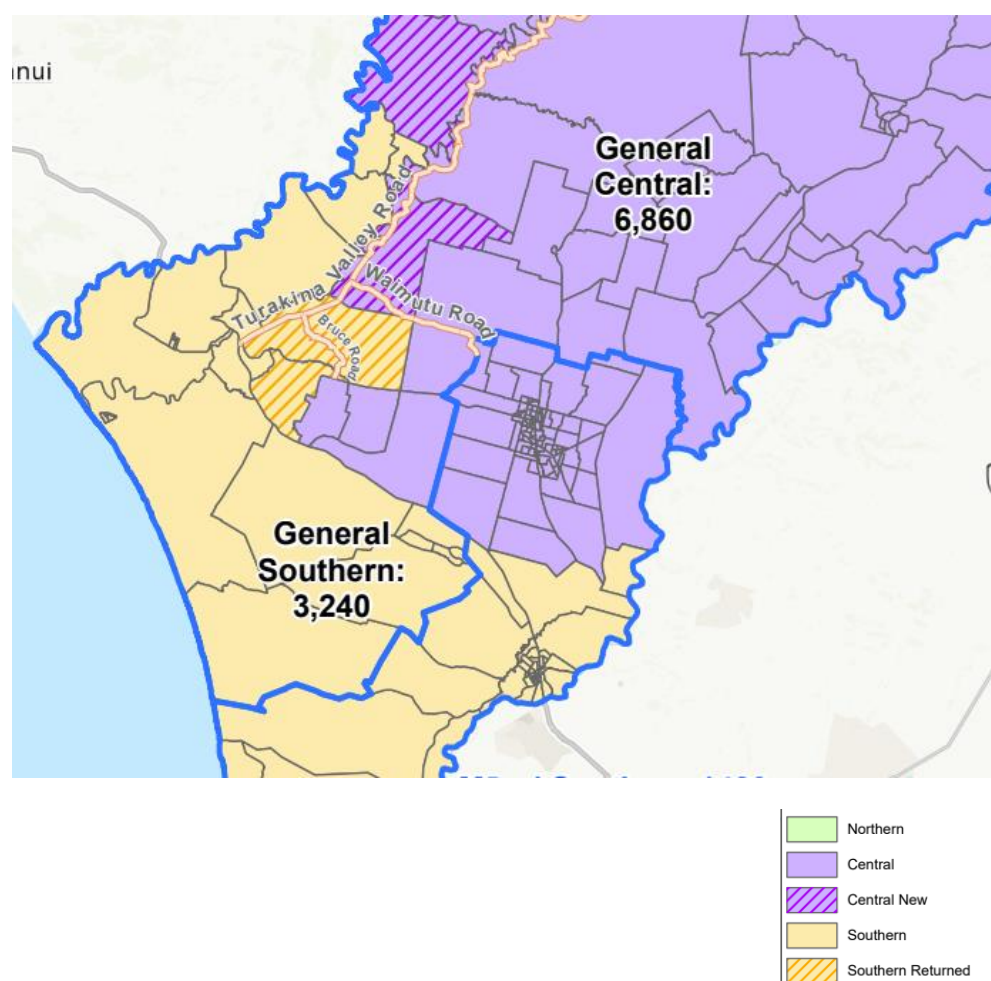 General
Central:
6,860
Turakina Valley Road
Waimutu Road
Bruce Road
General
Southern:
3,240
Northern
Central
Central New
Southern
Southern Returned